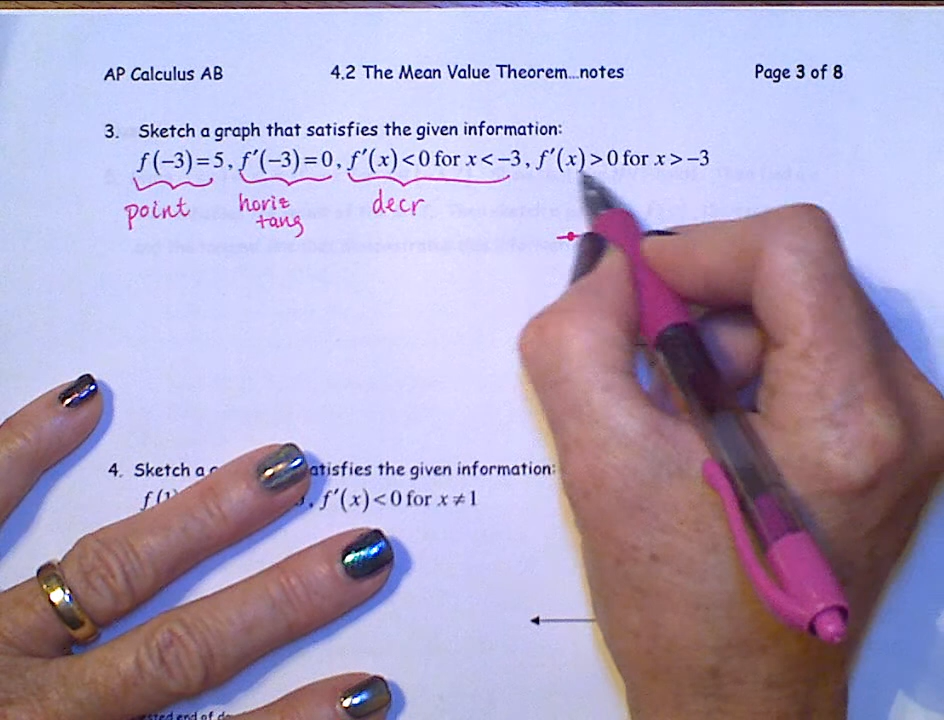 AP Calculus AB 4.2 The Mean Value Theorem…notes Page 3 of 8
3. Sketch a graph that satisfies the given information:
f(−3)=5, f'(−3)=0, f'(x)<0 for x<−3, f'(x)>0 for x>−3
point horiz tang decr
4. Sketch a atisfies the given information:
f(1) , f'(x)<0 for x≠1